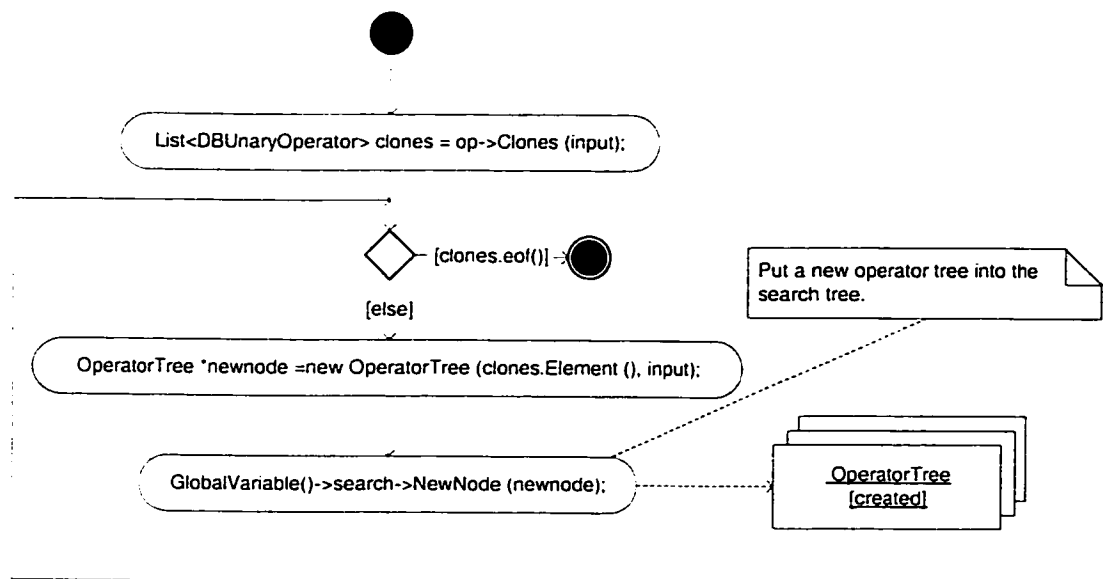 List<DBUnaryOperator> clones = op->Clones (input);
[clones.eof()]
Put a new operator tree into the
search tree.
[else]
OperatorTree *newnode =new OperatorTree (clones.Element (), input);
GlobalVariable()->search->NewNode (newnode);
OperatorTree
[created]